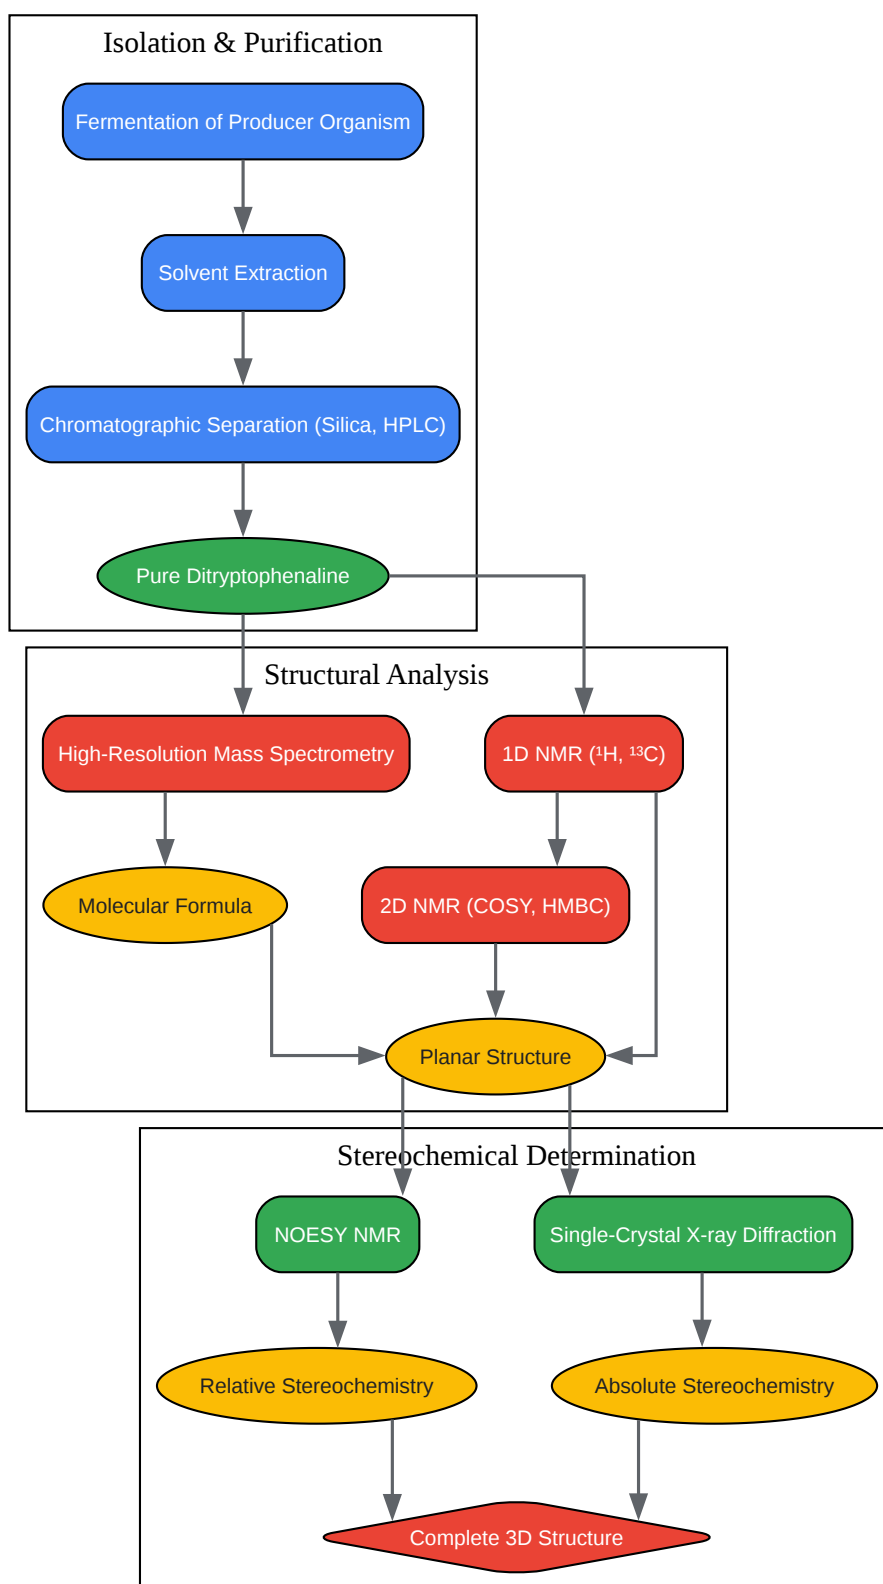 Isolation & Purification
Fermentation of Producer Organism
Solvent Extraction
Chromatographic Separation (Silica, HPLC)
Pure Ditryptophenaline
Structural Analysis
High-Resolution Mass Spectrometry
1D NMR (¹H, ¹³C)
Molecular Formula
2D NMR (COSY, HMBC)
Planar Structure
Stereochemical Determination
NOESY NMR
Single-Crystal X-ray Diffraction
Relative Stereochemistry
Absolute Stereochemistry
Complete 3D Structure